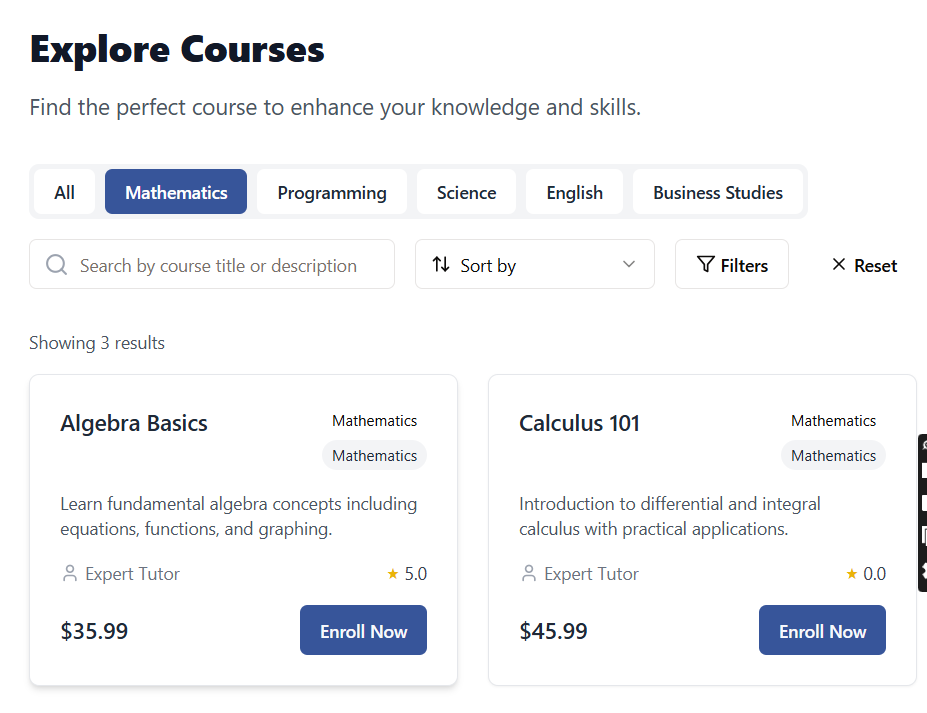 Explore Courses
Find the perfect course to enhance your knowledge and skills.
All Mathematics Programming Science English Business Studies
Search by course title or description Sort by Filters Reset
Showing 3 results
Algebra Basics Mathematics
Mathematics
Learn fundamental algebra concepts including
equations, functions, and graphing.
Expert Tutor ★ 5.0
$35.99 Enroll Now
Calculus 101 Mathematics
Mathematics
Introduction to differential and integral
calculus with practical applications.
Expert Tutor ★ 0.0
$45.99 Enroll Now